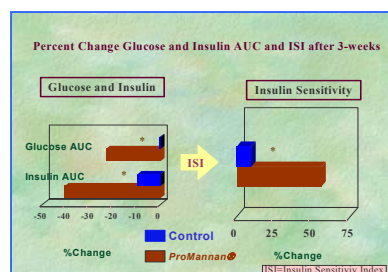 Percent Change Glucose and Insulin AUC and ISI after 3-weeks
Glucose and Insulin
Insulin Sensitivity
*
Glucose AUC
*
Insulin AUC
ISI
*
-50 -40 -30 -20 -10 0
0 25 50 75
Control
ProMannan®
%Change
%Change
ISI=Insulin Sensitiviy Index